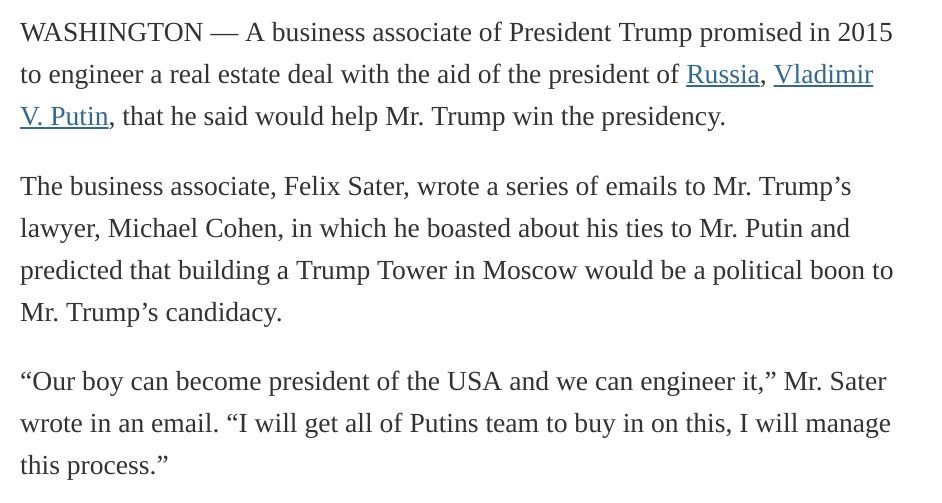 WASHINGTON — A business associate of President Trump promised in 2015
to engineer a real estate deal with the aid of the president of Russia, Vladimir
V. Putin, that he said would help Mr. Trump win the presidency.
The business associate, Felix Sater, wrote a series of emails to Mr. Trump’s
lawyer, Michael Cohen, in which he boasted about his ties to Mr. Putin and
predicted that building a Trump Tower in Moscow would be a political boon to
Mr. Trump’s candidacy.
“Our boy can become president of the USA and we can engineer it,” Mr. Sater
wrote in an email. “I will get all of Putins team to buy in on this, I will manage
this process.”